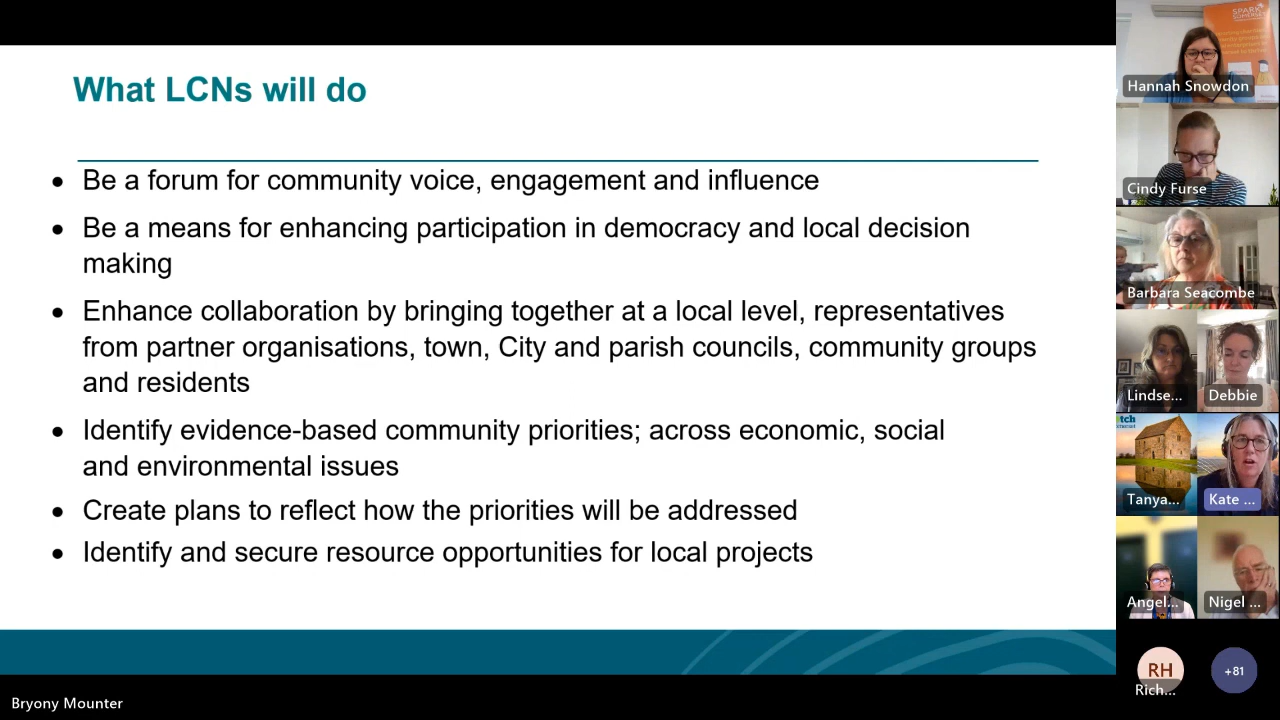 What LCNs will do
• Be a forum for community voice, engagement and influence
• Be a means for enhancing participation in democracy and local decision
making
• Enhance collaboration by bringing together at a local level, representatives
from partner organisations, town, City and parish councils, community groups
and residents
• Identify evidence-based community priorities; across economic, social
and environmental issues
• Create plans to reflect how the priorities will be addressed
• Identify and secure resource opportunities for local projects
Bryony Mounter
SPARK
SOMERSET
Hannah Snowdon
Cindy Furse
Barbara Seacombe
Lindse...
Debbie
tch
Tanya...
Kate ...
Angel...
Nigel ...
RH
Rich...
+81